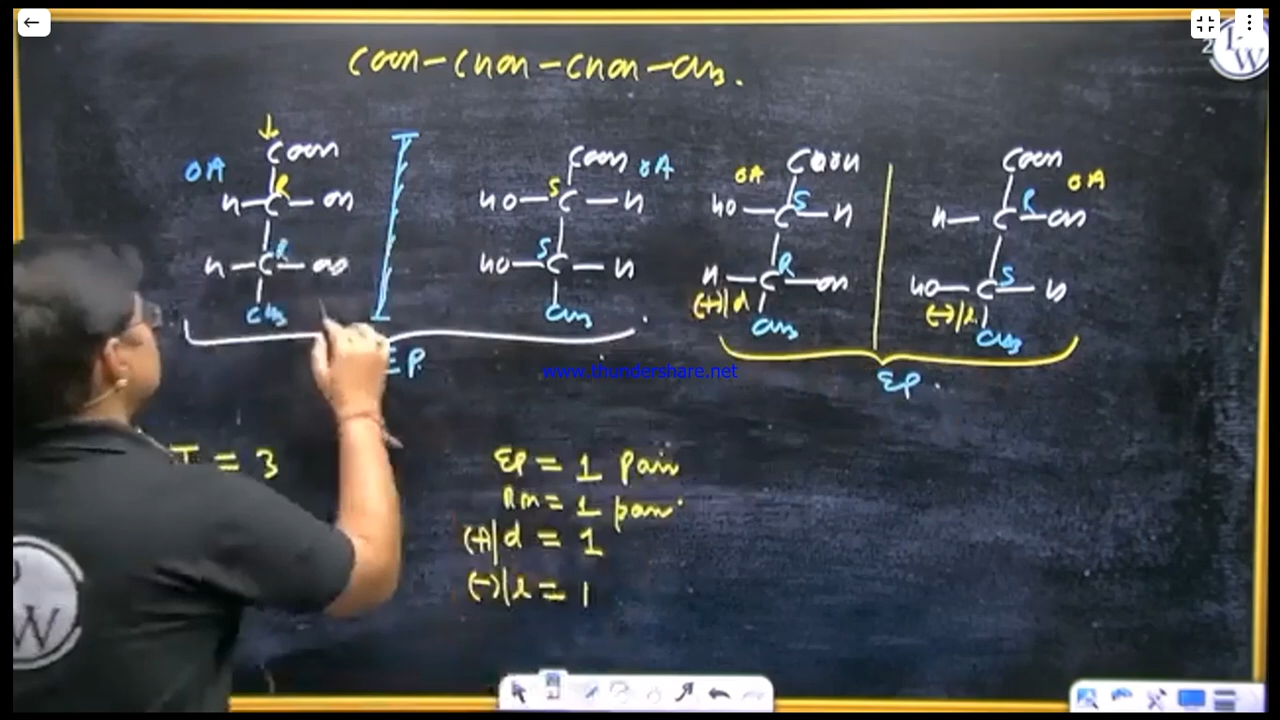 COOH-CHOH-CHOH-CH3.
OA COOH
H-C-OH R
H-C-OH R
CH3
COOH OA
HO-C-H S
HO-C-H S
CH3
OA COOH
HO-C-H S
H-C-OH R
(+)/d
CH3
COOH OA
H-C-OH R
HO-C-H S
(-)/l
CH3
EP.
EP.
www.thundershare.net
I = 3
EP = 1 Pair
RM = 1 pair
(+)/d = 1
(-)/l = 1
W
W
2